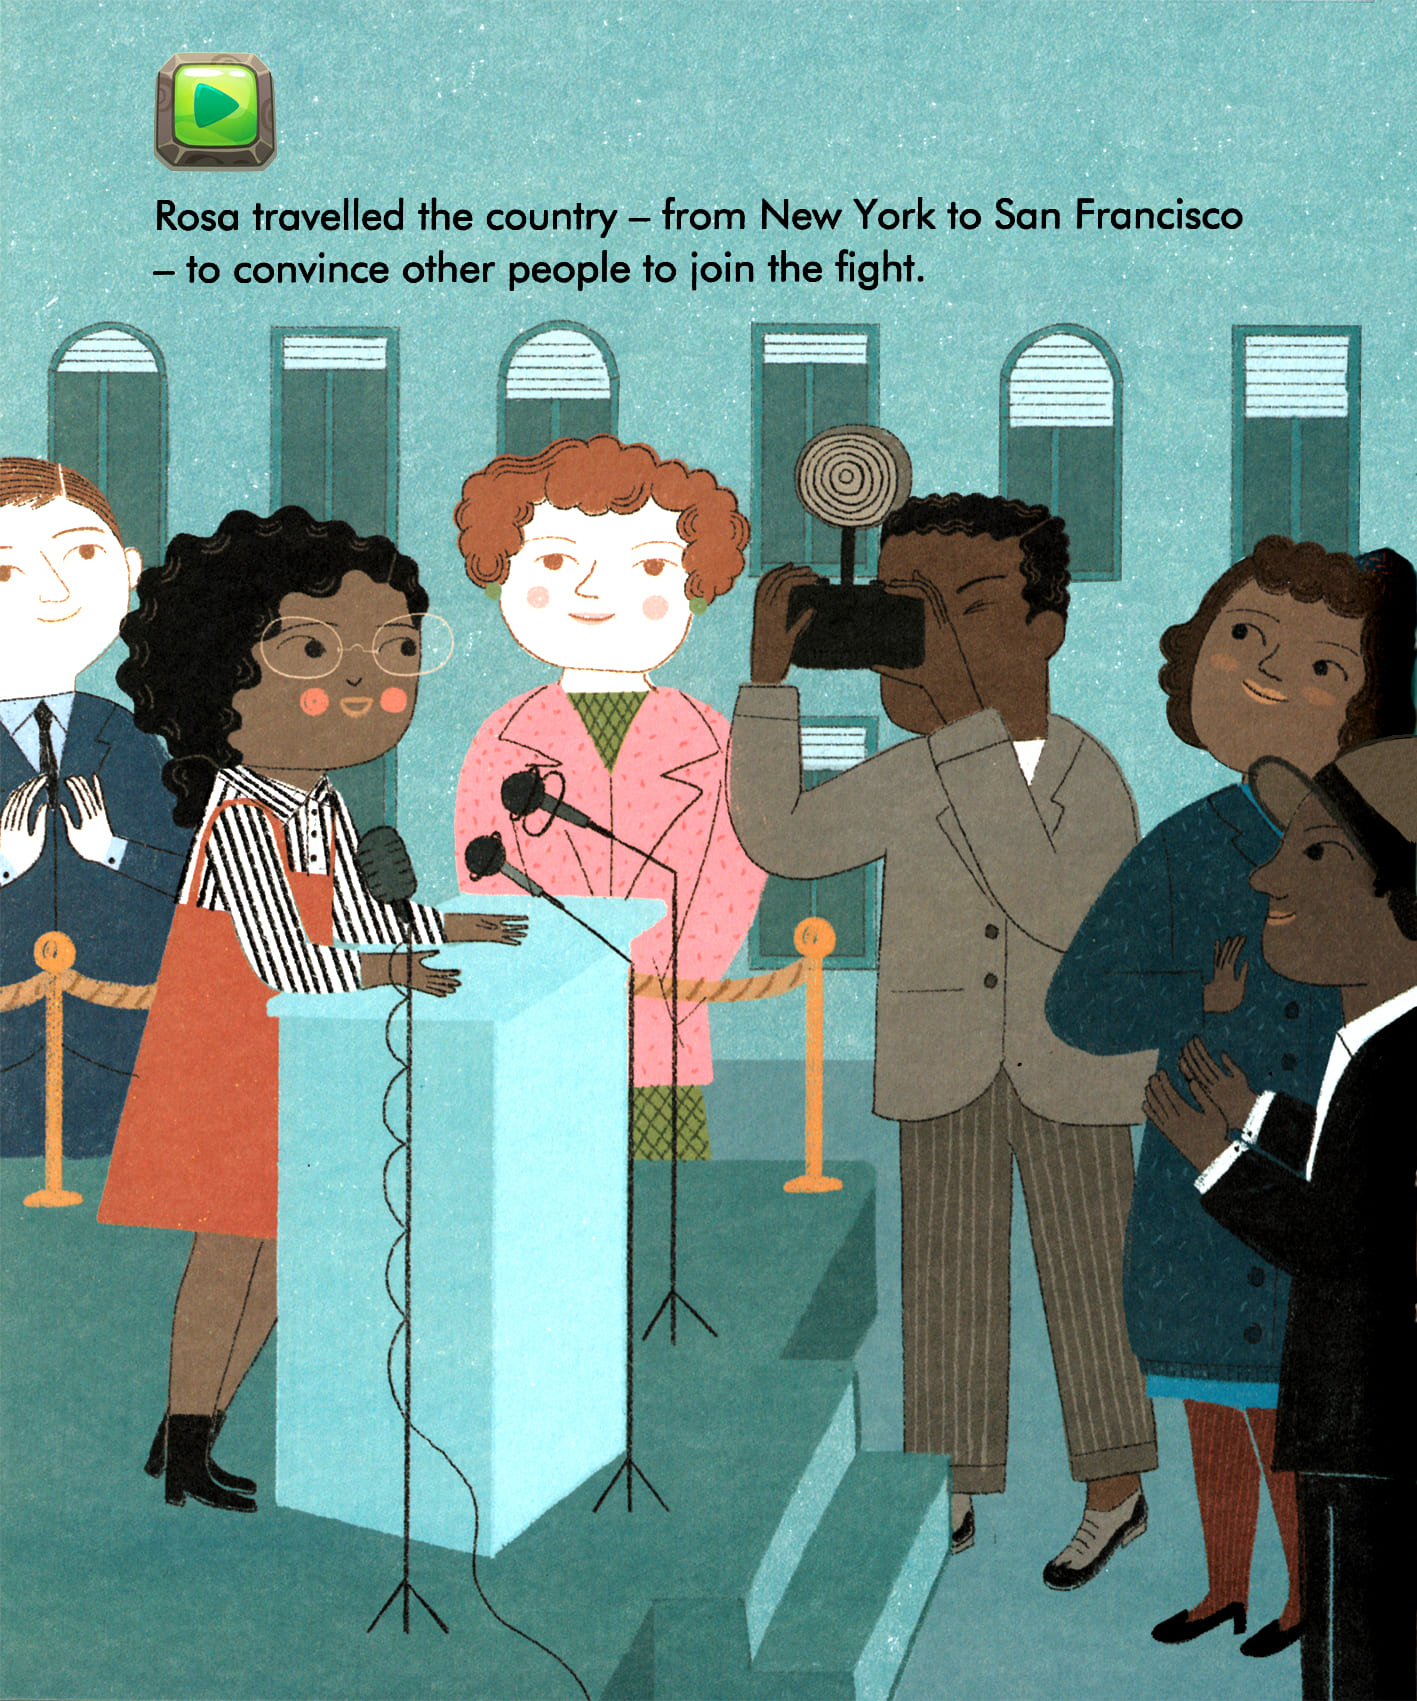 Rosa travelled the country – from New York to San Francisco
– to convince other people to join the fight.